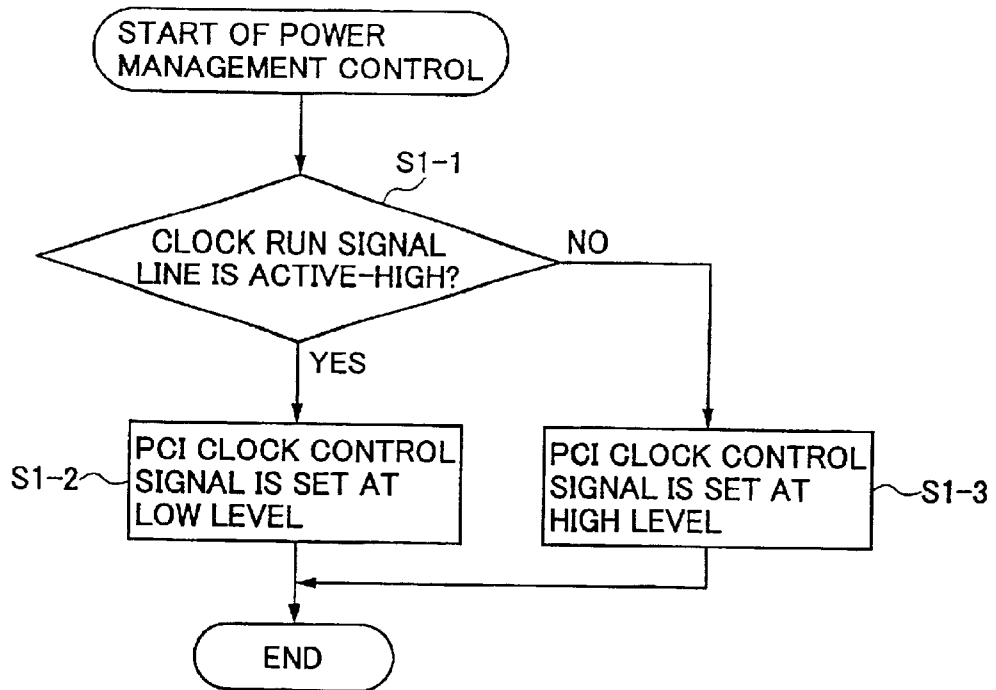 START OF POWER
MANAGEMENT CONTROL
S1-1
CLOCK RUN SIGNAL
LINE IS ACTIVE-HIGH?
NO
YES
S1-2
PCI CLOCK CONTROL
SIGNAL IS SET AT
LOW LEVEL
PCI CLOCK CONTROL
SIGNAL IS SET AT
HIGH LEVEL
S1-3
END